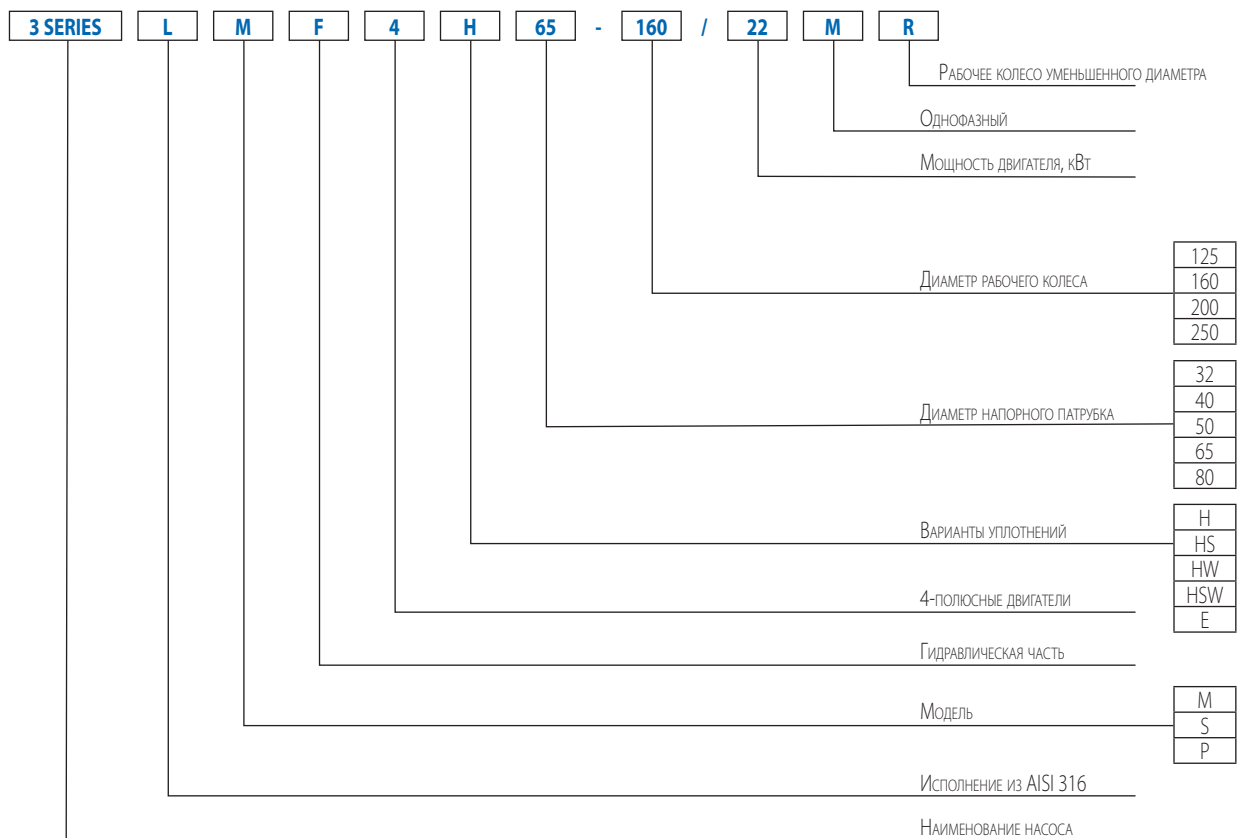 3 SERIES L M F 4 H 65 - 160 / 22 M R
Рабочее колесо уменьшенного диаметра
Однофазный
Мощность двигателя, кВт
125
Диаметр рабочего колеса
160
200
250
32
40
Диаметр напорного патрубка
50
65
80
H
Варианты уплотнений
HS
HW
4-полюсные двигатели
HSW
E
Гидравлическая часть
M
Модель
S
P
Исполнение из AISI 316
Наименование насоса